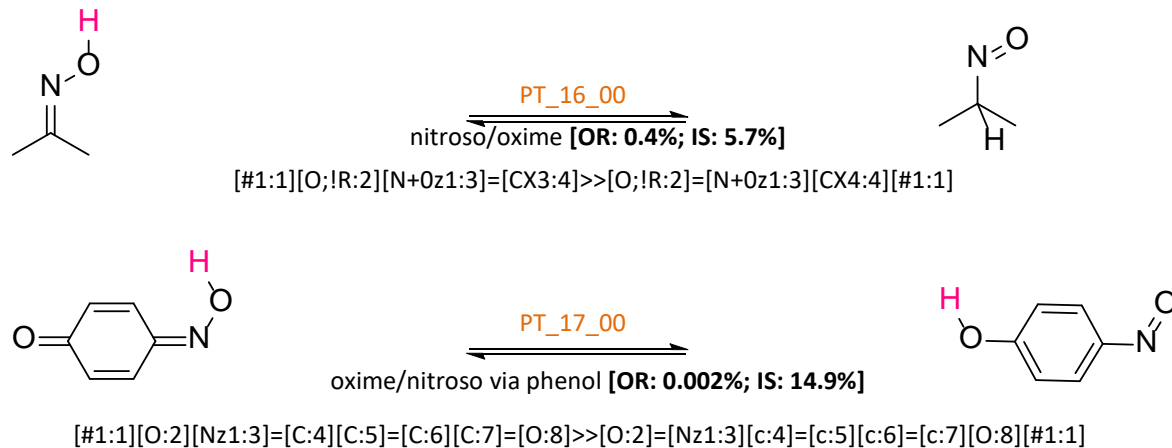 H
O
N
PT_16_00
nitroso/oxime [OR: 0.4%; IS: 5.7%]
O
N
H
[#1:1][O;!R:2][N+0z1:3]=[CX3:4]>>[O;!R:2]=[N+0z1:3][CX4:4][#1:1]
H
O
O
N
PT_17_00
oxime/nitroso via phenol [OR: 0.002%; IS: 14.9%]
H
O
N
O
[#1:1][O:2][Nz1:3]=[C:4][C:5]=[C:6][C:7]=[O:8]>>[O:2]=[Nz1:3][c:4]=[c:5][c:6]=[c:7][O:8][#1:1]